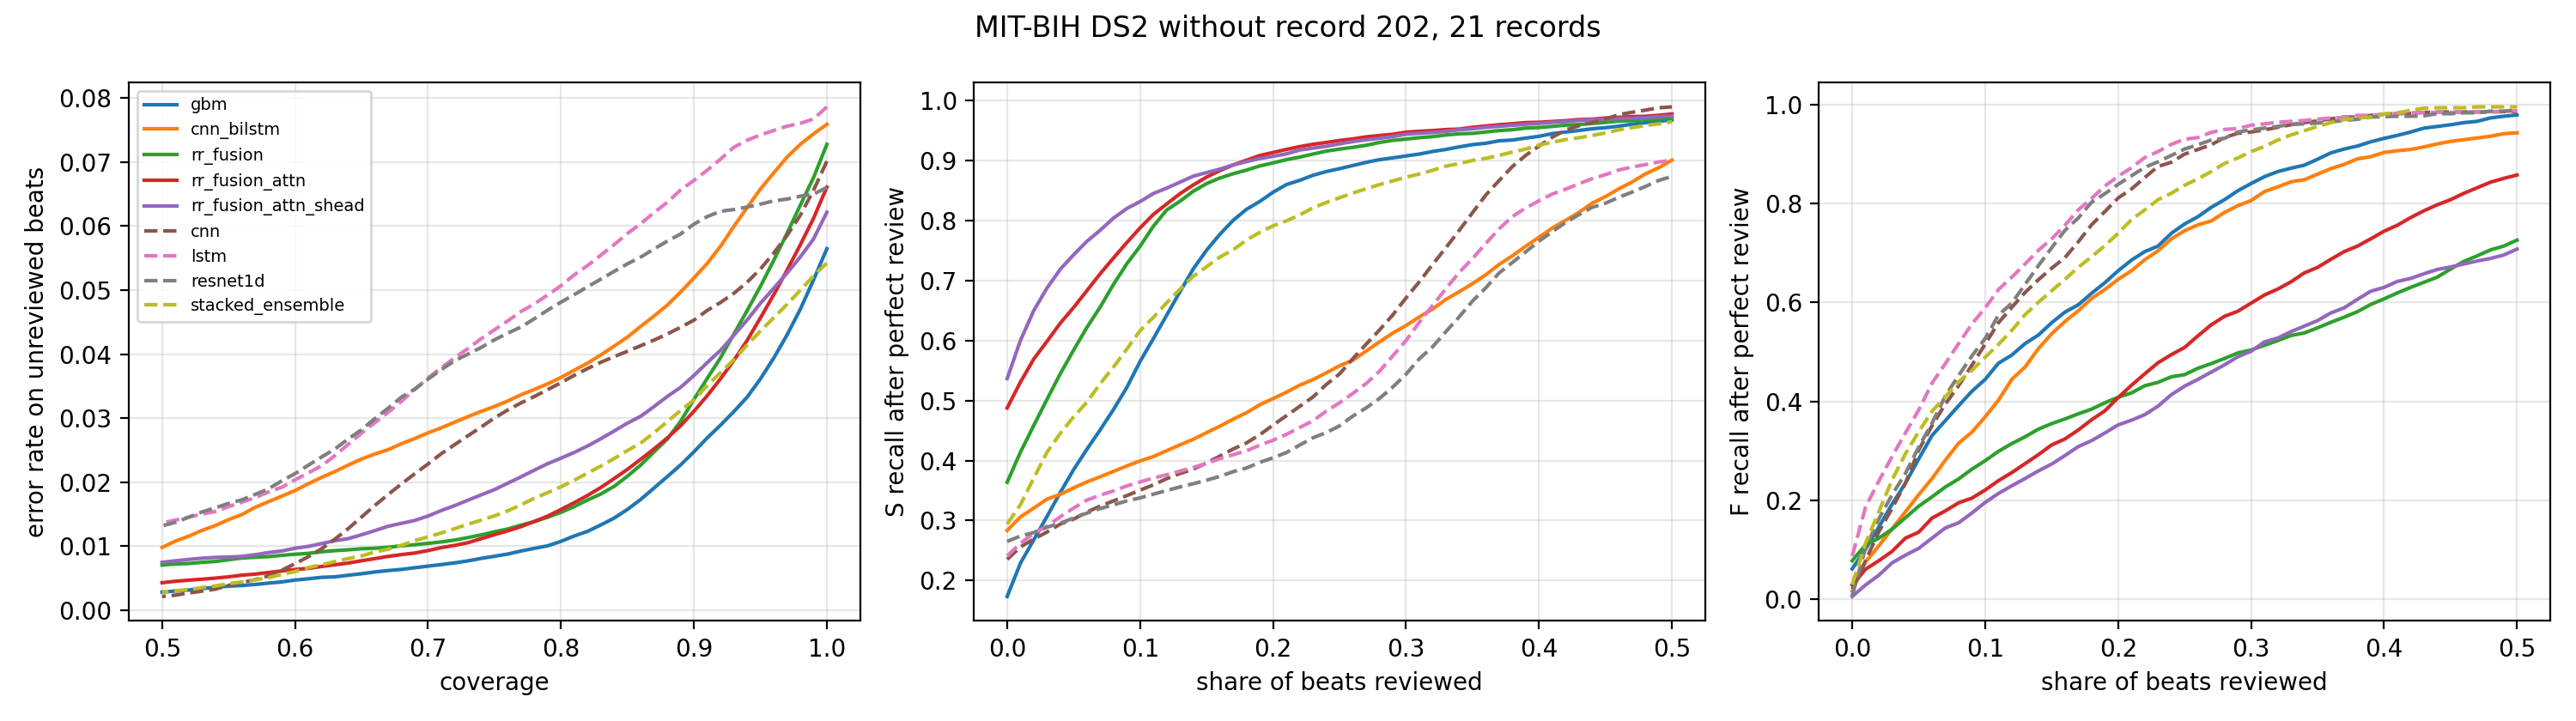 MIT-BIH DS2 without record 202, 21 records
error rate on unreviewed beats
0.08
0.07
0.06
0.05
0.04
0.03
0.02
0.01
0.00
gbm
cnn_bilstm
rr_fusion
rr_fusion_attn
rr_fusion_attn_shead
cnn
lstm
resnet1d
stacked_ensemble
0.5 0.6 0.7 0.8 0.9 1.0
coverage
S recall after perfect review
1.0
0.9
0.8
0.7
0.6
0.5
0.4
0.3
0.2
0.0 0.1 0.2 0.3 0.4 0.5
share of beats reviewed
F recall after perfect review
1.0
0.8
0.6
0.4
0.2
0.0
0.0 0.1 0.2 0.3 0.4 0.5
share of beats reviewed